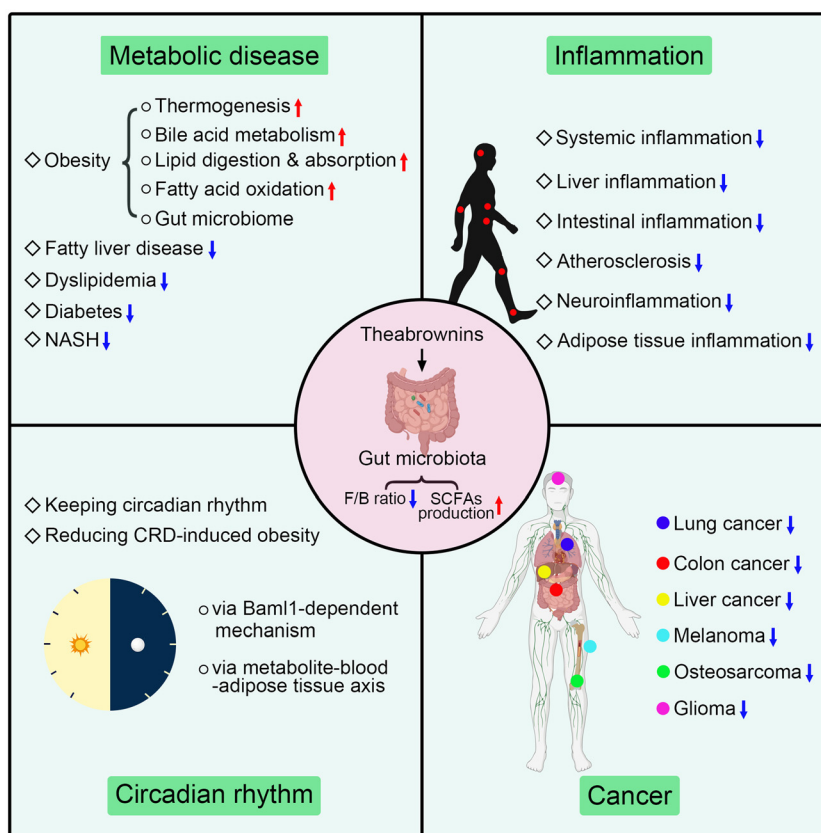 Metabolic disease
Thermogenesis
Bile acid metabolism
Obesity
Lipid digestion & absorption
Fatty acid oxidation
Gut microbiome
Fatty liver disease
Dyslipidemia
Diabetes
NASH
Inflammation
Systemic inflammation
Liver inflammation
Intestinal inflammation
Atherosclerosis
Neuroinflammation
Adipose tissue inflammation
Theabrownins
Gut microbiota
F/B ratio
SCFAs
production
Keeping circadian rhythm
Reducing CRD-induced obesity
via Baml1-dependent
mechanism
via metabolite-blood
-adipose tissue axis
Circadian rhythm
Lung cancer
Colon cancer
Liver cancer
Melanoma
Osteosarcoma
Glioma
Cancer